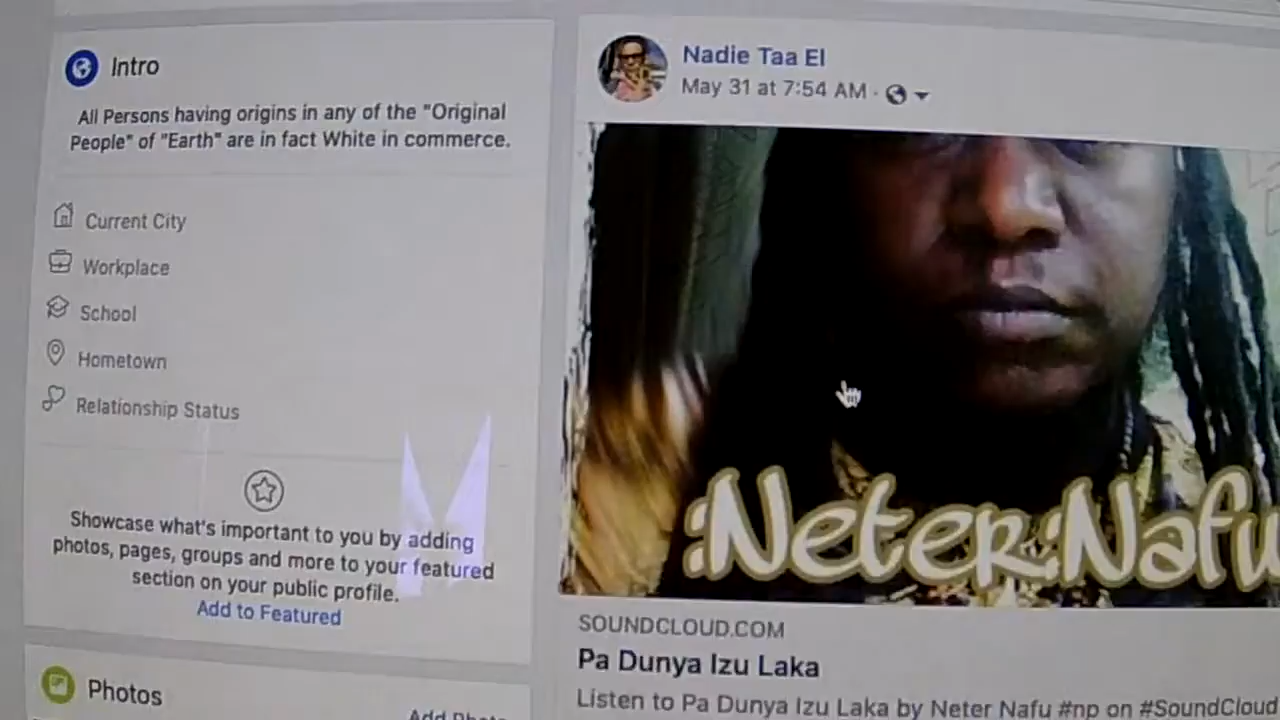 Intro
All Persons having origins in any of the "Original
People" of "Earth" are in fact White in commerce.
Current City
Workplace
School
Hometown
Relationship Status
Showcase what's important to you by adding
photos, pages, groups and more to your featured
section on your public profile.
Add to Featured
Photos
Add Photo
Nadie Taa El
May 31 at 7:54 AM ·
:Neter:Nafu
SOUNDCLOUD.COM
Pa Dunya Izu Laka
Listen to Pa Dunya Izu Laka by Neter Nafu #np on #SoundCloud